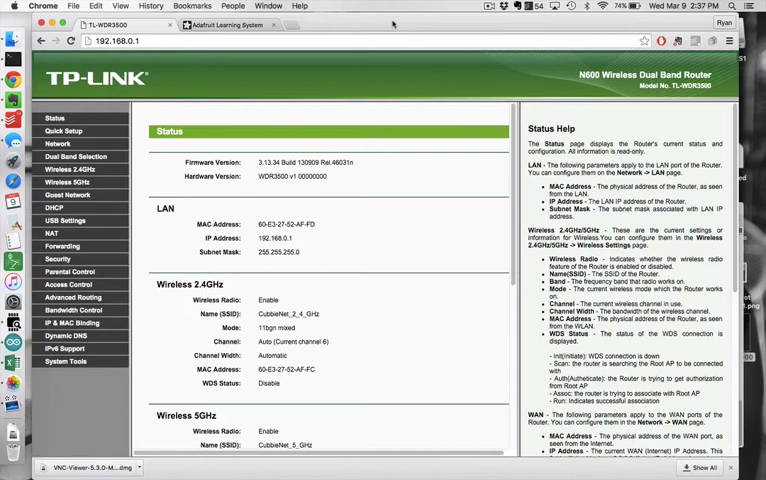 Chrome File Edit View History Bookmarks People Window Help 54 74% Wed Mar 9 2:37 PM
TL-WDR3500
Adafruit Learning System
Ryan
192.168.0.1
TP-LINK
N600 Wireless Dual Band Router
Model No. TL-WDR3500
Status
Quick Setup
Network
Dual Band Selection
Wireless 2.4GHz
Wireless 5GHz
Guest Network
DHCP
USB Settings
NAT
Forwarding
Security
Parental Control
Access Control
Advanced Routing
Bandwidth Control
IP & MAC Binding
Dynamic DNS
IPv6 Support
System Tools
Status
Firmware Version: 3.13.34 Build 130909 Rel.46031n
Hardware Version: WDR3500 v1 00000000
LAN
MAC Address: 60-E3-27-52-AF-FD
IP Address: 192.168.0.1
Subnet Mask: 255.255.255.0
Wireless 2.4GHz
Wireless Radio: Enable
Name (SSID): CubbieNet_2_4_GHz
Mode: 11bgn mixed
Channel: Auto (Current channel 6)
Channel Width: Automatic
MAC Address: 60-E3-27-52-AF-FC
WDS Status: Disable
Wireless 5GHz
Wireless Radio: Enable
Name (SSID): CubbieNet_5_GHz
Status Help
The Status page displays the Router's current status and
configuration. All information is read-only.
LAN - The following parameters apply to the LAN port of the Router.
You can configure them on the Network -> LAN page.
• MAC Address - The physical address of the Router, as seen
from the LAN.
• IP Address - The LAN IP address of the Router.
• Subnet Mask - The subnet mask associated with LAN IP
address.
Wireless 2.4GHz/5GHz - These are the current settings or
information for Wireless.You can configure them in the Wireless
2.4GHz/5GHz -> Wireless Settings page.
• Wireless Radio - Indicates whether the wireless radio
feature of the Router is enabled or disabled.
• Name(SSID) - The SSID of the Router.
• Band - The frequency band that radio works on.
• Mode - The current wireless mode which the Router works
on.
• Channel - The current wireless channel in use.
• Channel Width - The bandwidth of the wireless channel.
• MAC Address - The physical address of the Router, as seen
from the WLAN.
• WDS Status - The status of the WDS connection is
displayed.
- Init(Initiate): WDS connection is down
- Scan: the router is searching the Root AP to be connected
with
- Auth(Autheticate): the Router is trying to get authorization
from Root AP
- Assoc: the router is trying to associate with Root AP
- Run: Indicates successful association
WAN - The following parameters apply to the WAN ports of the
Router. You can configure them in the Network -> WAN page.
• MAC Address - The physical address of the WAN port, as
seen from the Internet.
• IP Address - The current WAN (Internet) IP Address. This
VNC-Viewer-5.3.0-M....dmg
Show All